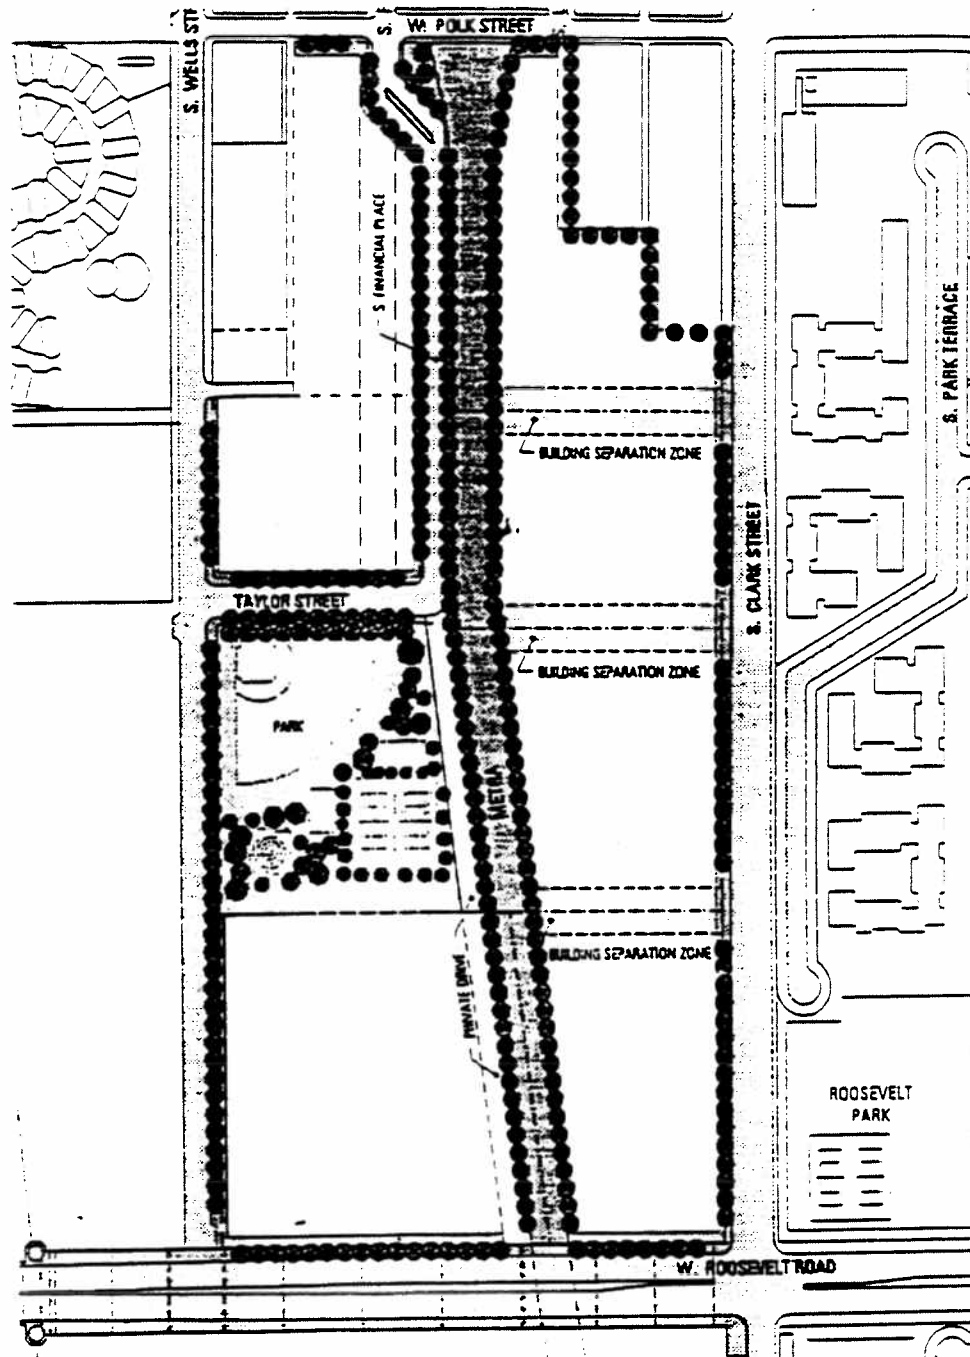 S.
W. POLK STREET
S.
S. WELLS STR
S FINANCIAL PLACE
S. PARK TERRACE
BUILDING SEPARATION ZONE
S. CLARK STREET
TAYLOR STREET
BUILDING SEPARATION ZONE
PARK
METRA
BUILDING SEPARATION ZONE
PRIVATE DRIVE
ROOSEVELT
PARK
W. ROOSEVELT ROAD